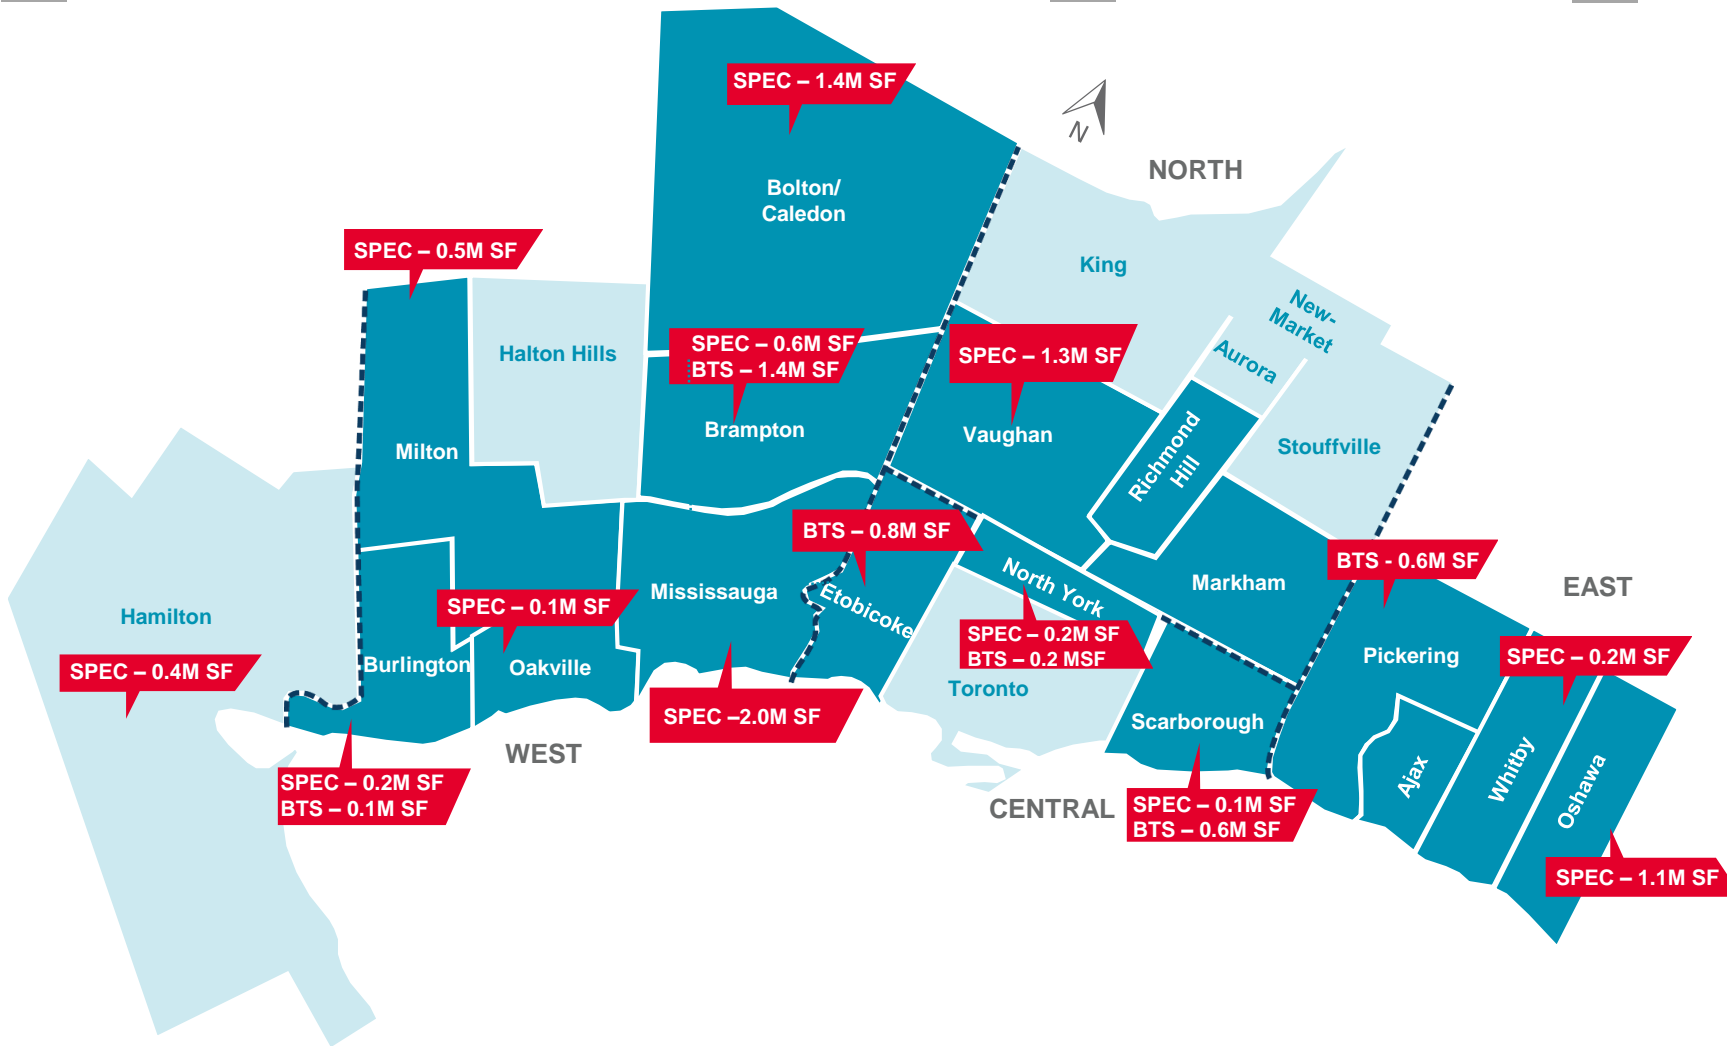 SPEC – 1.4M SF
N
NORTH
Bolton/
Caledon
SPEC – 0.5M SF
King
New-
Market
Halton Hills
SPEC – 0.6M SF
BTS – 1.4M SF
SPEC – 1.3M SF
Aurora
Brampton
Vaughan
Milton
Richmond
Hill
Stouffville
BTS – 0.8M SF
BTS - 0.6M SF
EAST
North York
Markham
Mississauga
Etobicoke
SPEC – 0.1M SF
Hamilton
SPEC – 0.4M SF
Burlington
Oakville
SPEC – 0.2M SF
BTS – 0.2 MSF
Pickering
SPEC – 0.2M SF
Toronto
SPEC –2.0M SF
Scarborough
WEST
SPEC – 0.2M SF
BTS – 0.1M SF
Ajax
Whitby
Oshawa
CENTRAL
SPEC – 0.1M SF
BTS – 0.6M SF
SPEC – 1.1M SF